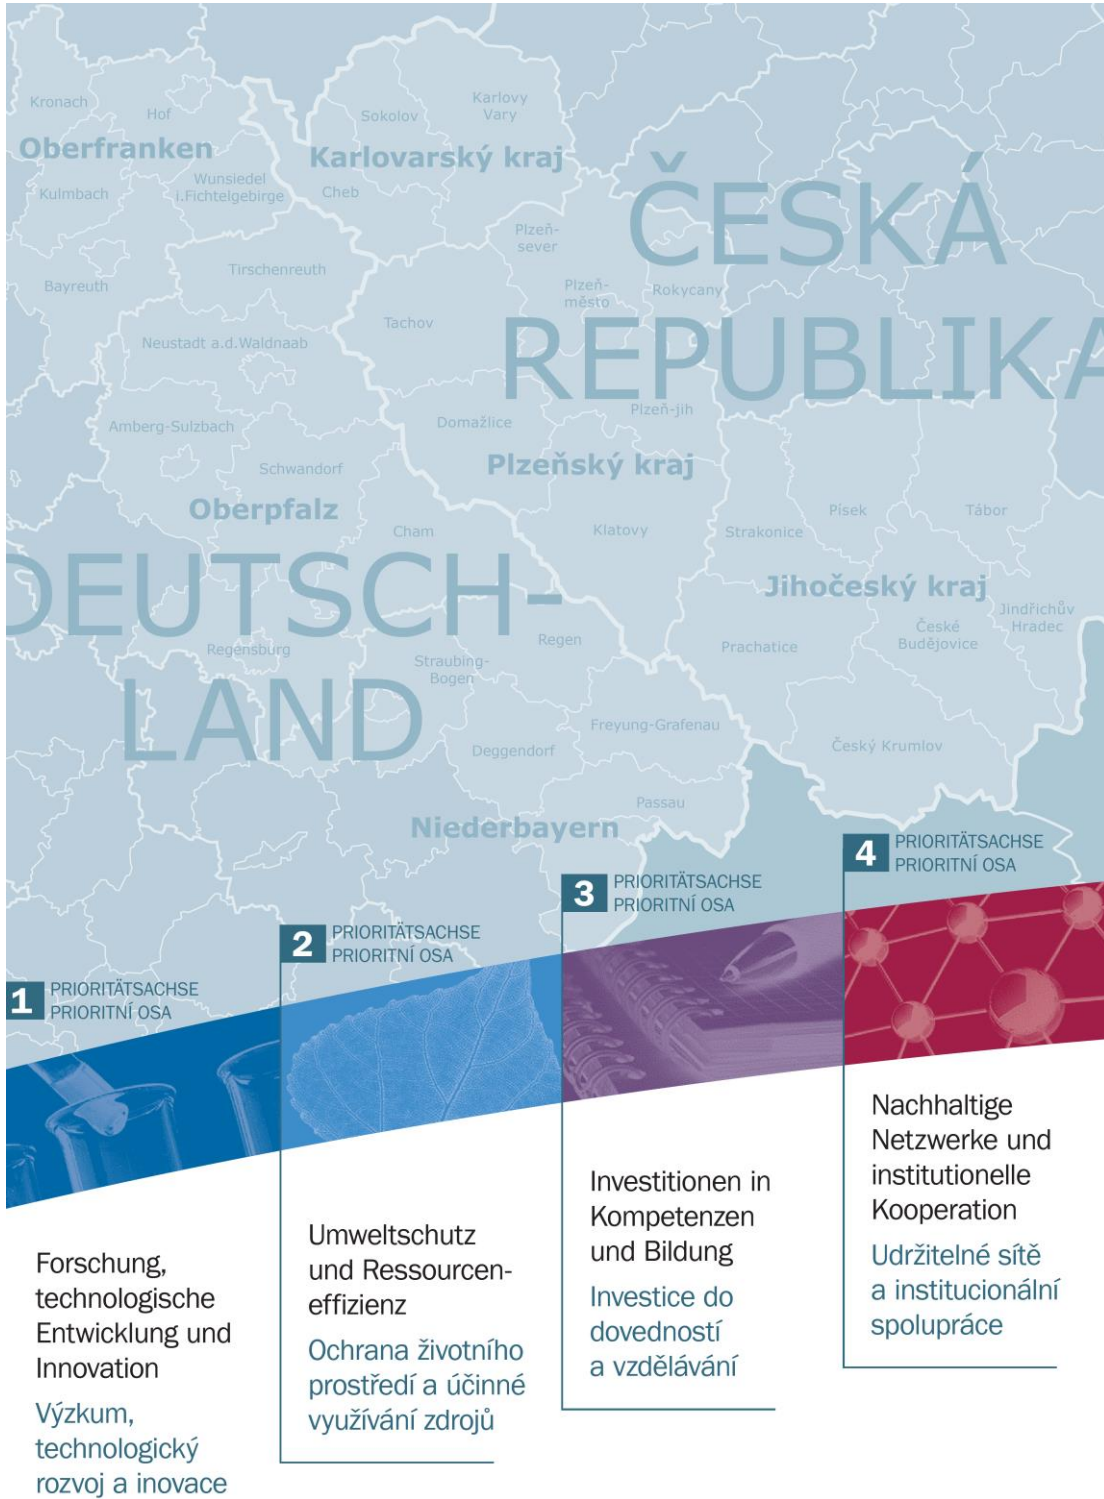 Kronach
Hof
Sokolov
Karlovy
Vary
Oberfranken
Karlovarský kraj
Kulmbach
Wunsiedel
i.Fichtelgebirge
Cheb
ČESKÁ
REPUBLIKA
Plzeň-
sever
Bayreuth
Tirschenreuth
Plzeň-
město
Rokycany
Tachov
Neustadt a.d.Waldnaab
Plzeň-jih
Amberg-Sulzbach
Domažlice
Schwandorf
Plzeňský kraj
Oberpfalz
Cham
Klatovy
Strakonice
Písek
Tábor
DEUTSCH-
LAND
Jihočeský kraj
Jindřichův
Hradec
České
Budějovice
Regensburg
Straubing-
Bogen
Regen
Prachatice
Freyung-Grafenau
Deggendorf
Český Krumlov
Passau
Niederbayern
1 PRIORITÄTSACHSE
PRIORITNÍ OSA
Forschung,
technologische
Entwicklung und
Innovation
Výzkum,
technologický
rozvoj a inovace
2 PRIORITÄTSACHSE
PRIORITNÍ OSA
Umweltschutz
und Ressourcen-
effizienz
Ochrana životního
prostředí a účinné
využívání zdrojů
3 PRIORITÄTSACHSE
PRIORITNÍ OSA
Investitionen in
Kompetenzen
und Bildung
Investice do
dovedností
a vzdělávání
4 PRIORITÄTSACHSE
PRIORITNÍ OSA
Nachhaltige
Netzwerke und
institutionelle
Kooperation
Udržitelné sítě
a institucionální
spolupráce